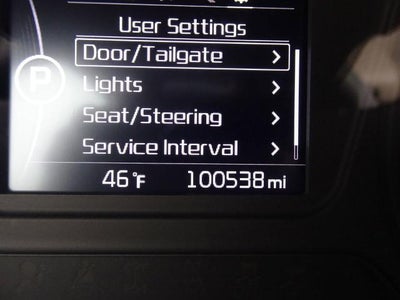 User Settings
Door/Tailgate >
P
Lights >
Seat/Steering >
Service Interval >
46°F 100538 mi